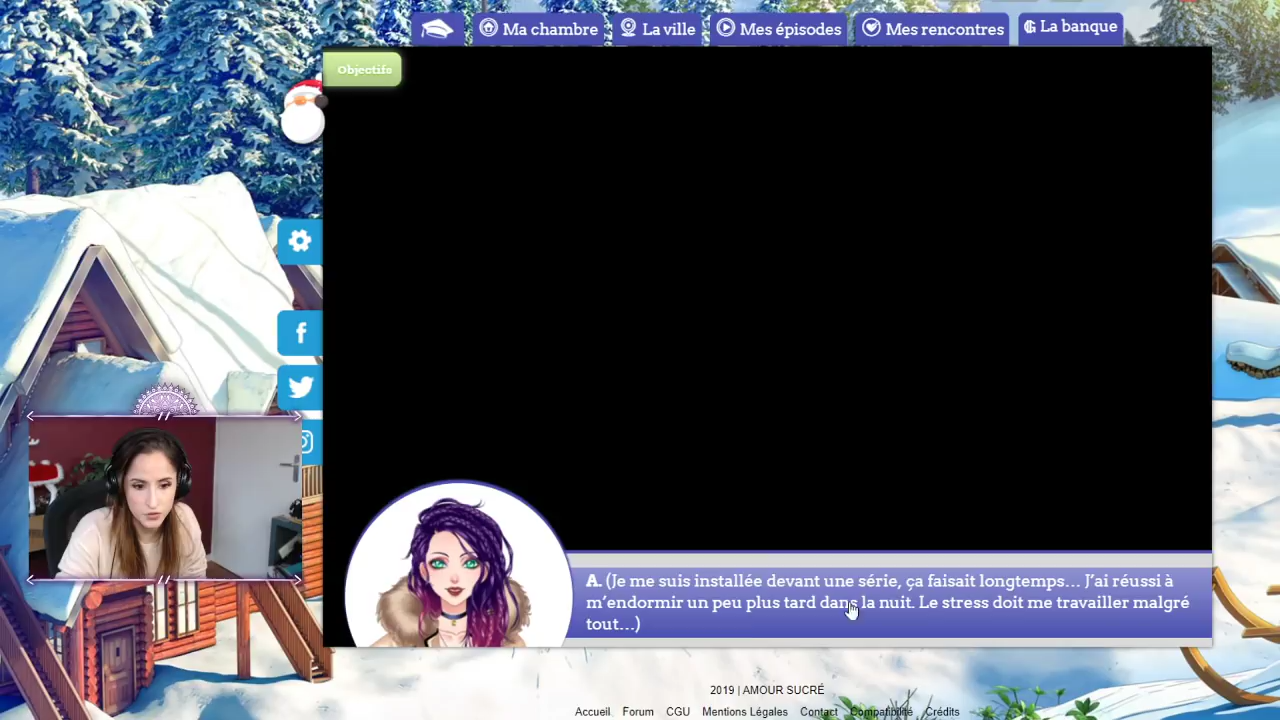 Ma chambre
La ville
Mes épisodes
Mes rencontres
La banque
Objectifs
A. (Je me suis installée devant une série, ça faisait longtemps… J’ai réussi à
m’endormir un peu plus tard dans la nuit. Le stress doit me travailler malgré
tout…)
2019 | AMOUR SUCRÉ
Accueil Forum CGU Mentions Légales Contact Compatibilité Crédits